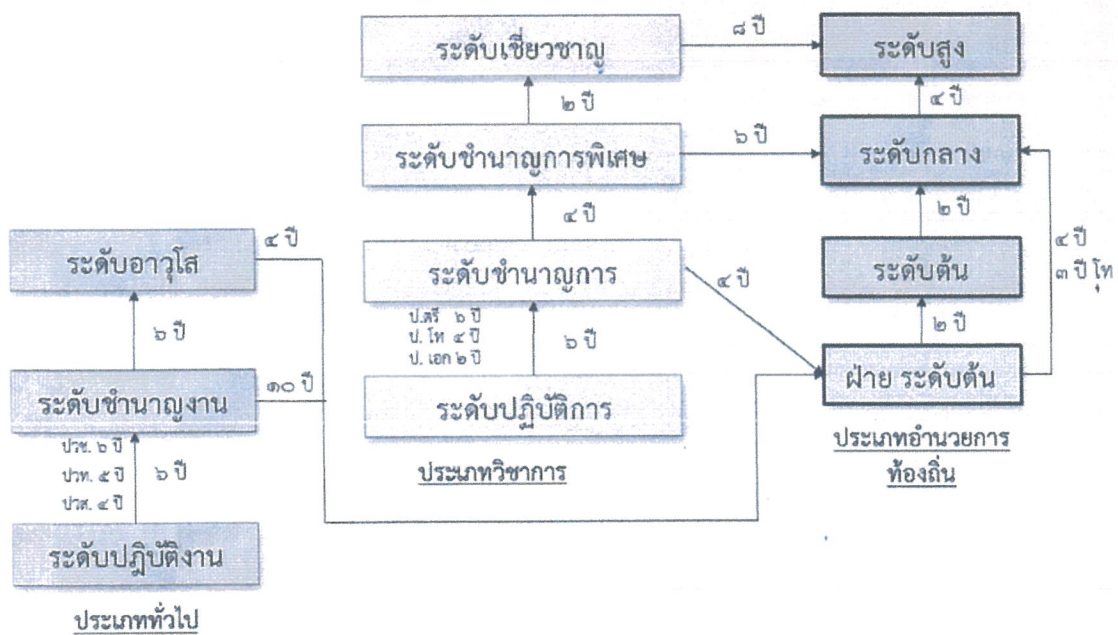 ระดับเชี่ยวชาญ
๘ ปี
ระดับสูง
๒ ปี
๔ ปี
ระดับชำนาญการพิเศษ
๖ ปี
ระดับกลาง
๔ ปี
๒ ปี
ระดับอาวุโส
๔ ปี
ระดับชำนาญการ
๔ ปี
ระดับต้น
๔ ปี
๓ ปี โท
๖ ปี
ป.ตรี ๖ ปี
ป. โท ๔ ปี
ป. เอก ๒ ปี
๖ ปี
๒ ปี
ระดับชำนาญงาน
๑๐ ปี
ระดับปฏิบัติการ
ฝ่าย ระดับต้น
ปวช. ๖ ปี
ปวท. ๕ ปี
ปวส. ๔ ปี
๖ ปี
ประเภทวิชาการ
ประเภทอำนวยการ
ท้องถิ่น
ระดับปฏิบัติงาน
ประเภททั่วไป